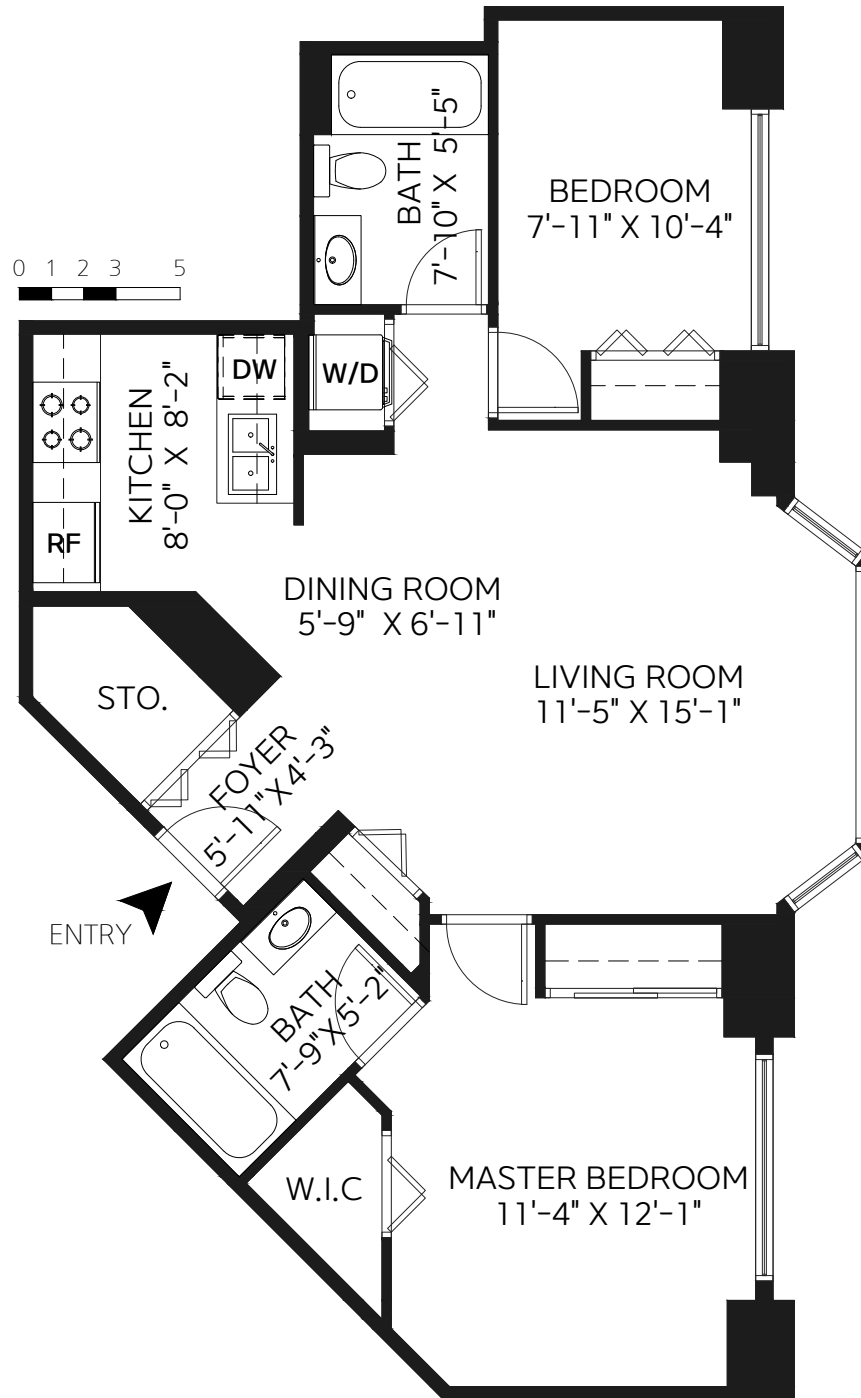 BATH
7'-10" X 5'-5"
BEDROOM
7'-11" X 10'-4"
0 1 2 3 5
KITCHEN
8'-0" X 8'-2"
DW
W/D
RF
DINING ROOM
5'-9" X 6'-11"
LIVING ROOM
11'-5" X 15'-1"
STO.
FOYER
5'-11" X 4'-3"
ENTRY
BATH
7'-9" X 5'-2"
W.I.C
MASTER BEDROOM
11'-4" X 12'-1"